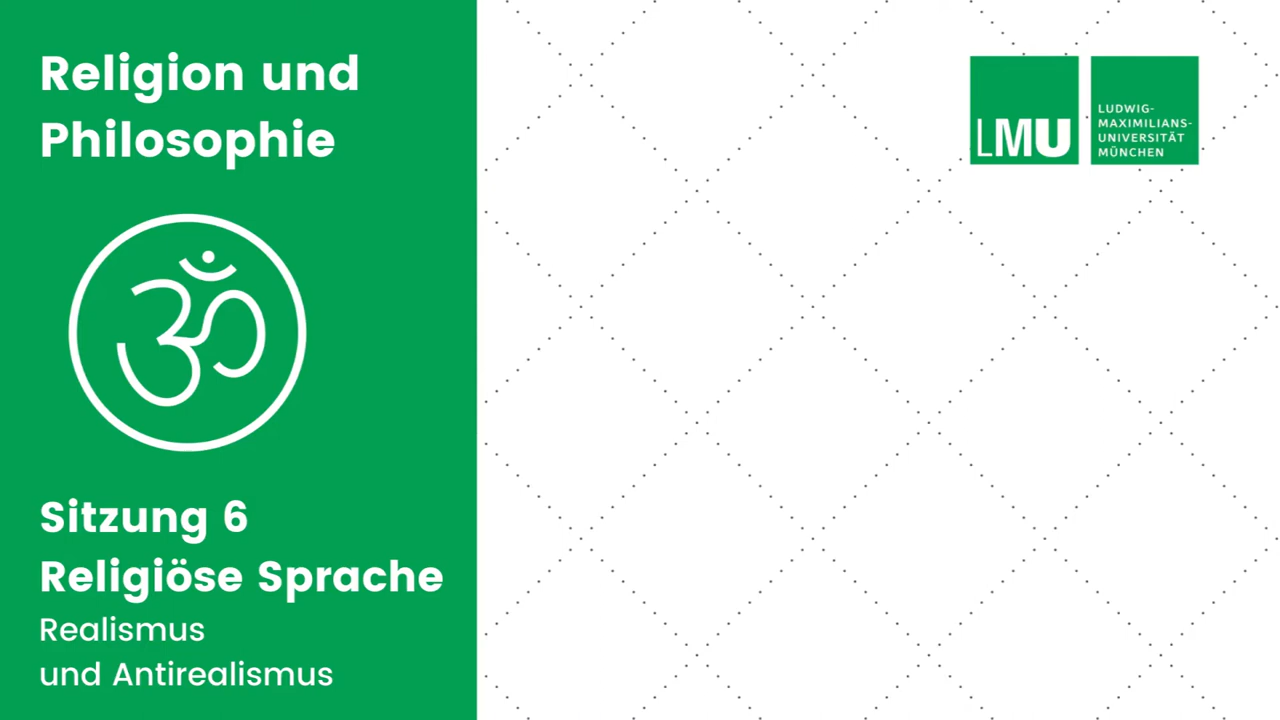 Religion und
Philosophie
ॐ
Sitzung 6
Religiöse Sprache
Realismus
und Antirealismus
LMU
LUDWIG-
MAXIMILIANS-
UNIVERSITÄT
MÜNCHEN